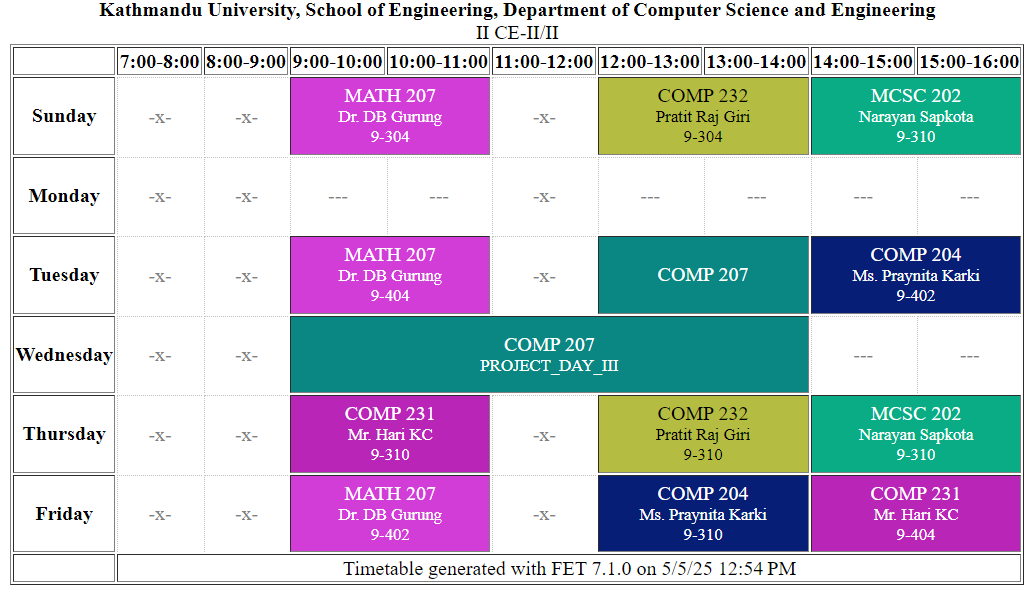 Kathmandu University, School of Engineering, Department of Computer Science and Engineering
II CE-II/II
7:00-8:00 8:00-9:00 9:00-10:00 10:00-11:00 11:00-12:00 12:00-13:00 13:00-14:00 14:00-15:00 15:00-16:00
Sunday -x- -x- MATH 207 -x- COMP 232 MCSC 202
Dr. DB Gurung Pratit Raj Giri Narayan Sapkota
9-304 9-304 9-310
Monday -x- -x- --- --- -x- --- --- --- ---
Tuesday -x- -x- MATH 207 -x- COMP 207 COMP 204
Dr. DB Gurung Ms. Praynita Karki
9-404 9-402
Wednesday -x- -x- COMP 207 --- ---
PROJECT_DAY_III
Thursday -x- -x- COMP 231 -x- COMP 232 MCSC 202
Mr. Hari KC Pratit Raj Giri Narayan Sapkota
9-310 9-310 9-310
Friday -x- -x- MATH 207 -x- COMP 204 COMP 231
Dr. DB Gurung Ms. Praynita Karki Mr. Hari KC
9-402 9-310 9-404
Timetable generated with FET 7.1.0 on 5/5/25 12:54 PM